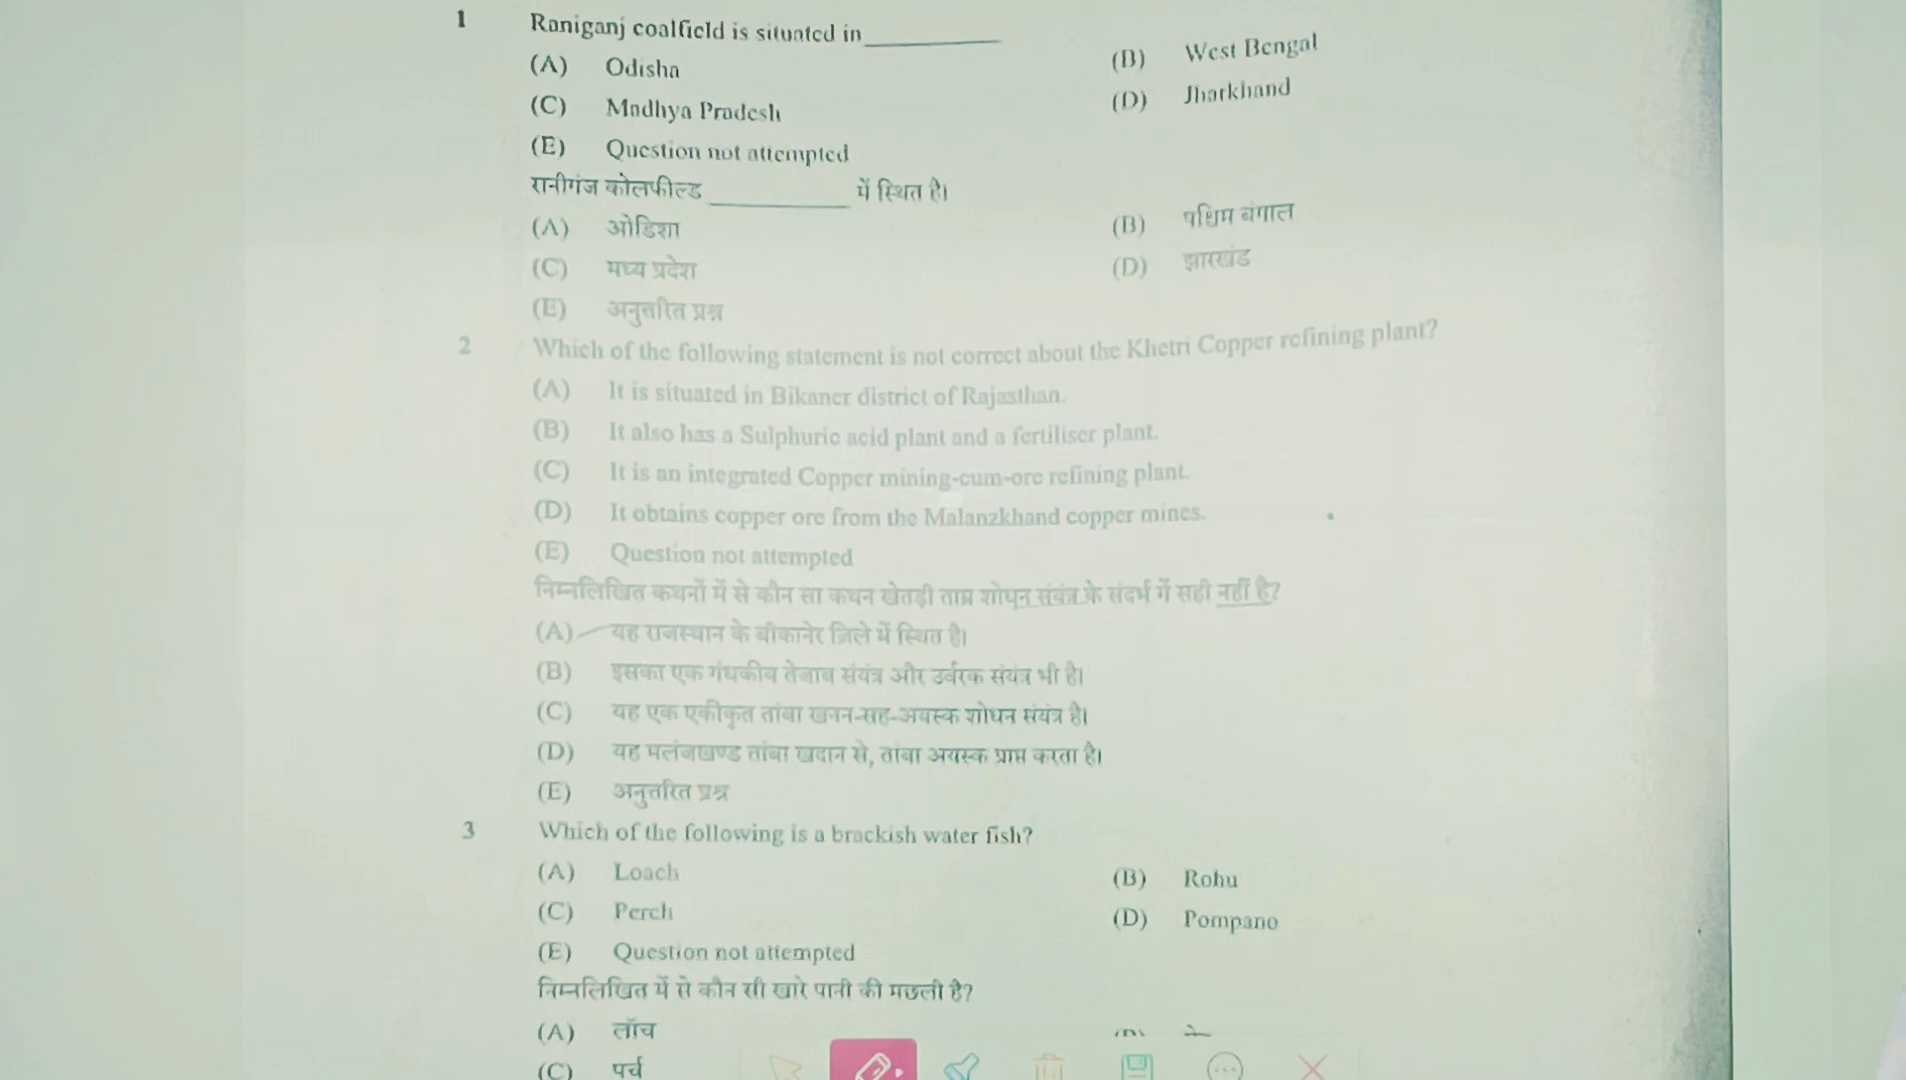 1 Raniganj coalfield is situated in__________
(A) Odisha (B) West Bengal
(C) Madhya Pradesh (D) Jharkhand
(E) Question not attempted
रानीगंज कोलफील्ड __________ में स्थित है।
(A) ओडिशा (B) पश्चिम बंगाल
(C) मध्य प्रदेश (D) झारखंड
(E) अनुत्तरित प्रश्न
2 Which of the following statement is not correct about the Khetri Copper refining plant?
(A) It is situated in Bikaner district of Rajasthan.
(B) It also has a Sulphuric acid plant and a fertiliser plant.
(C) It is an integrated Copper mining-cum-ore refining plant.
(D) It obtains copper ore from the Malanzkhand copper mines.
(E) Question not attempted
निम्नलिखित कथनों में से कौन सा कथन खेतड़ी ताम्र शोधन संयंत्र के संदर्भ में सही नहीं है?
(A) यह राजस्थान के बीकानेर ज़िले में स्थित है।
(B) इसका एक गंधकीय तेजाब संयंत्र और उर्वरक संयंत्र भी है।
(C) यह एक एकीकृत तांबा खनन-सह-अयस्क शोधन संयंत्र है।
(D) यह मलंजखण्ड तांबा खदान से, तांबा अयस्क प्राप्त करता है।
(E) अनुत्तरित प्रश्न
3 Which of the following is a brackish water fish?
(A) Loach (B) Rohu
(C) Perch (D) Pompano
(E) Question not attempted
निम्नलिखित में से कौन सी खारे पानी की मछली है?
(A) लॉच
(C) पर्च